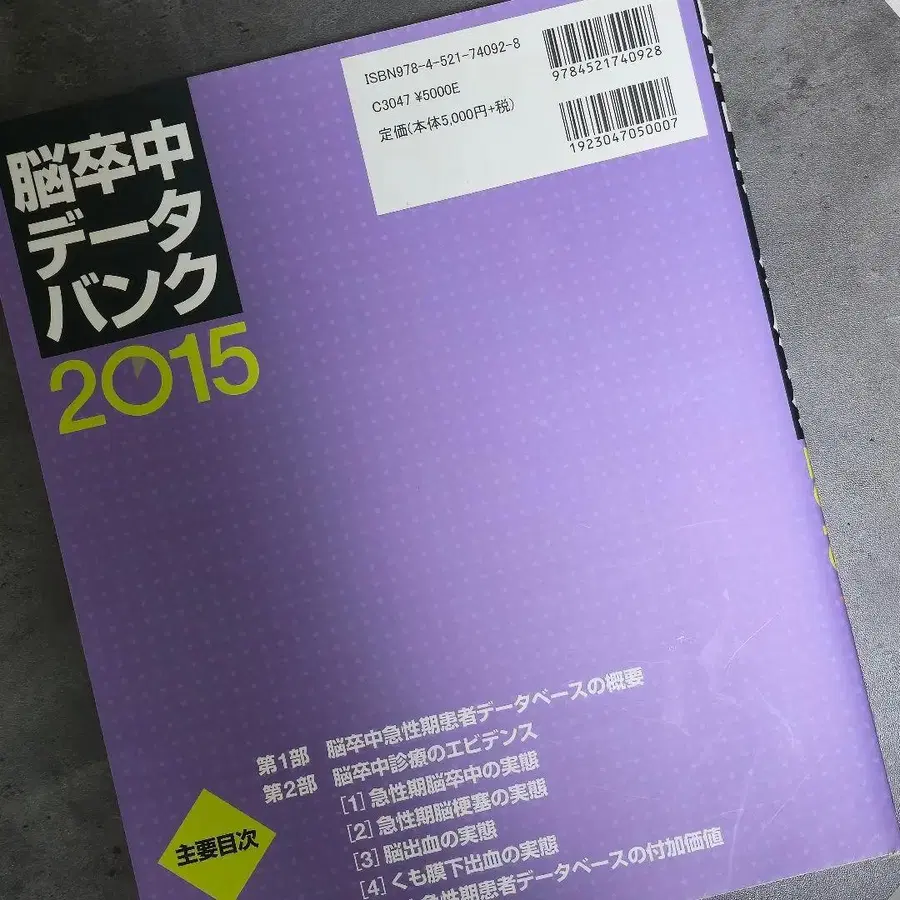 脳卒中
データ
バンク
2015
ISBN978-4-521-74092-8
C3047 ¥5000E
定価(本体5,000円+税)
9784521740928
1923047050007
主要目次
第1部 脳卒中急性期患者データベースの概要
第2部 脳卒中診療のエビデンス
[1] 急性期脳卒中の実態
[2] 急性期脳梗塞の実態
[3] 脳出血の実態
[4] くも膜下出血の実態
急性期患者データベースの付加価値